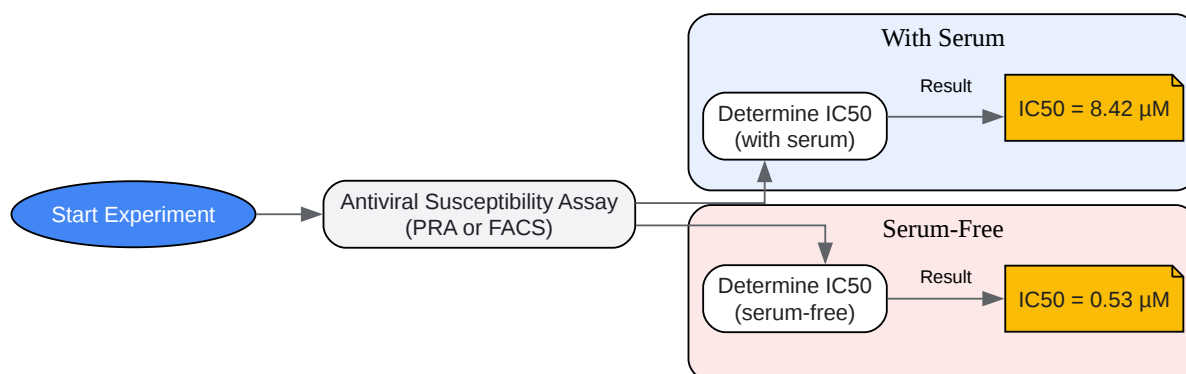 With Serum
Result
IC50 = 8.42 µM
Determine IC50
(with serum)
Start Experiment
Antiviral Susceptibility Assay
(PRA or FACS)
Serum-Free
Result
IC50 = 0.53 µM
Determine IC50
(serum-free)